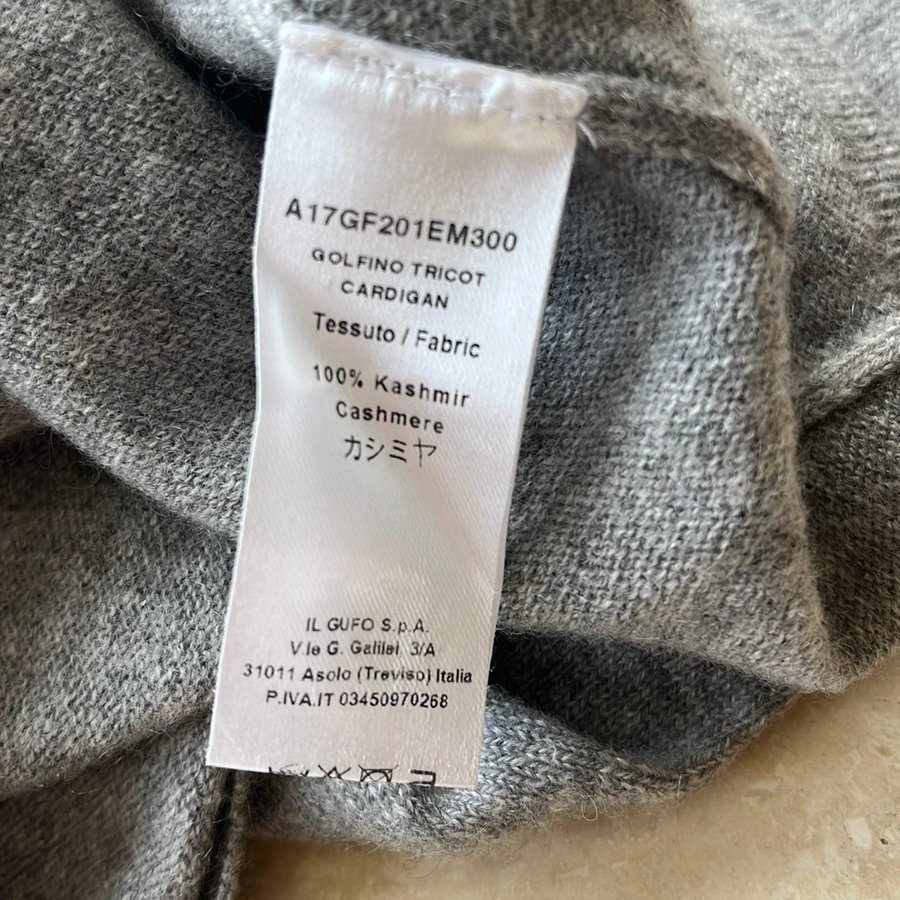 A17GF201EM300
GOLFINO TRICOT
CARDIGAN
Tessuto / Fabric
100% Kashmir
Cashmere
カシミヤ
IL GUFO S.p.A.
V.le G. Galilei, 3/A
31011 Asolo (Treviso) Italia
P.IVA.IT 03450970268